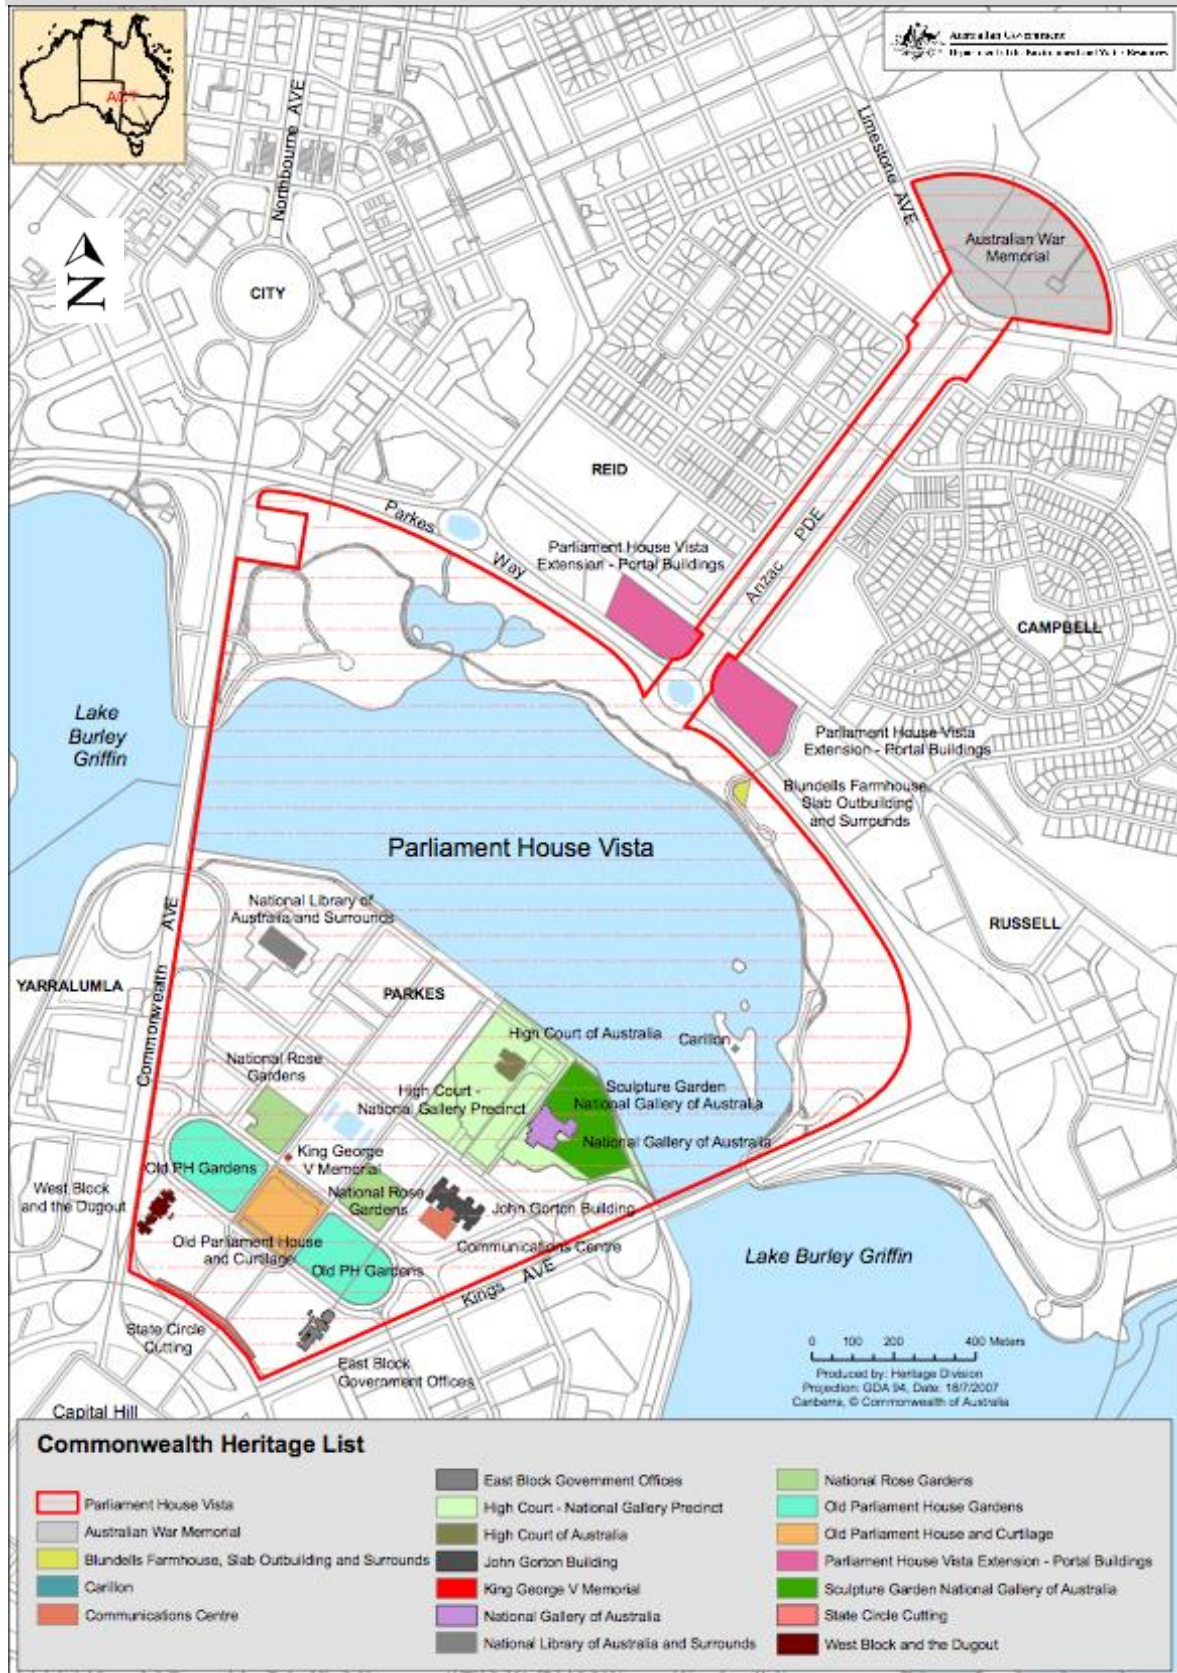 ACT
Australian Government
Department of the Environment and Water Resources
Northbourne AVE
Limestone AVE
Australian War
Memorial
N
CITY
REID
Parkes Way
Parliament House Vista
Extension - Portal Buildings
Anzac PDE
CAMPBELL
Lake
Burley
Griffin
Parliament House Vista
Extension - Portal Buildings
Blundells Farmhouse,
Slab Outbuilding
and Surrounds
Parliament House Vista
National Library of
Australia and Surrounds
Commonwealth AVE
RUSSELL
YARRALUMLA
PARKES
High Court of Australia
Carillon
National Rose
Gardens
High Court -
National Gallery Precinct
Sculpture Garden
National Gallery of Australia
National Gallery of Australia
King George
V Memorial
Old PH Gardens
West Block
and the Dugout
National Rose
Gardens
John Gorton Building
Old Parliament House
and Curtilage
Communications Centre
Old PH Gardens
Kings AVE
Lake Burley Griffin
State Circle
Cutting
East Block
Government Offices
0 100 200 400 Meters
Produced by: Heritage Division
Projection: GDA 94, Date: 18/7/2007
Canberra, © Commonwealth of Australia
Capital Hill
Commonwealth Heritage List
Parliament House Vista
Australian War Memorial
Blundells Farmhouse, Slab Outbuilding and Surrounds
Carillon
Communications Centre
East Block Government Offices
High Court - National Gallery Precinct
High Court of Australia
John Gorton Building
King George V Memorial
National Gallery of Australia
National Library of Australia and Surrounds
National Rose Gardens
Old Parliament House Gardens
Old Parliament House and Curtilage
Parliament House Vista Extension - Portal Buildings
Sculpture Garden National Gallery of Australia
State Circle Cutting
West Block and the Dugout